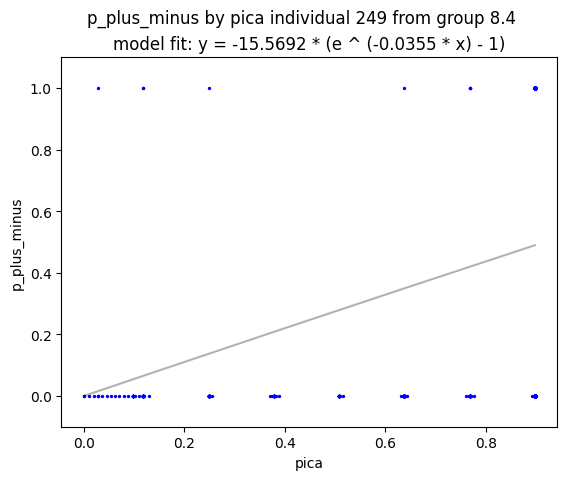 p_plus_minus by pica individual 249 from group 8.4
model fit: y = -15.5692 * (e ^ (-0.0355 * x) - 1)
1.0
0.8
0.6
0.4
0.2
0.0
p_plus_minus
0.0 0.2 0.4 0.6 0.8
pica